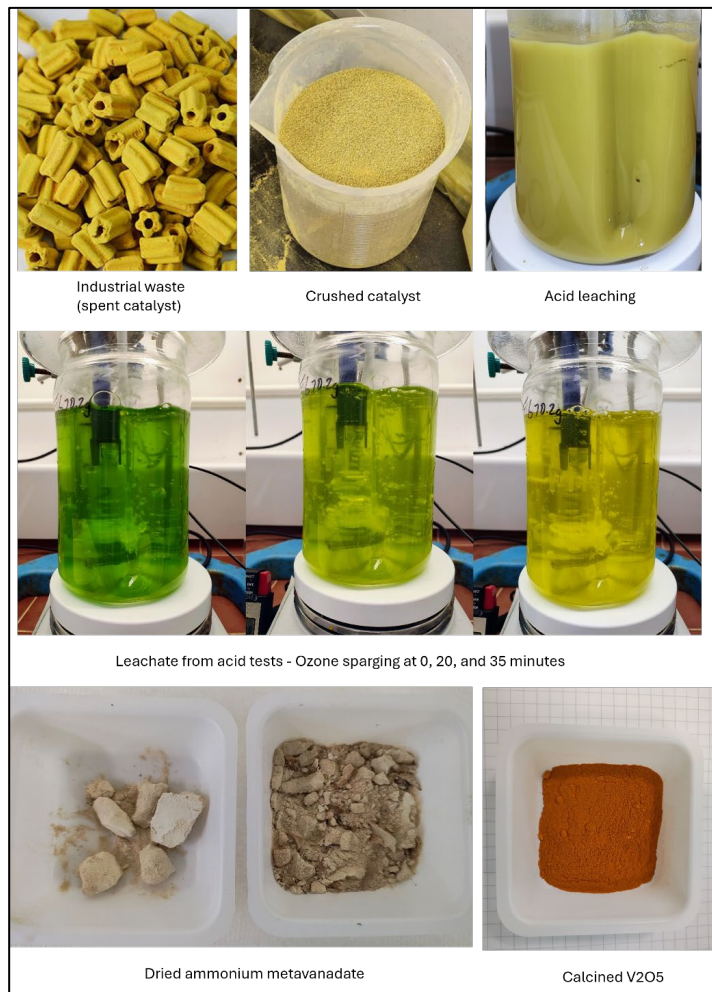 Industrial waste
(spent catalyst)
Crushed catalyst
Acid leaching
Leachate from acid tests - Ozone sparging at 0, 20, and 35 minutes
Dried ammonium metavanadate
Calcined V2O5